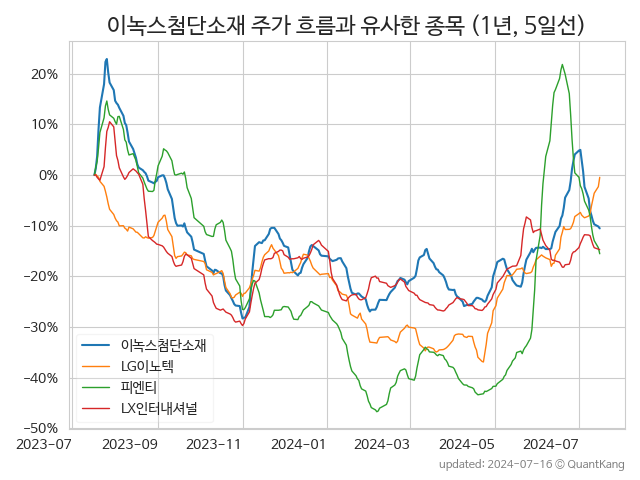 이녹스첨단소재 주가 흐름과 유사한 종목 (1년, 5일선)
20%
10%
0%
−10%
−20%
−30%
−40%
−50%
이녹스첨단소재
LG이노텍
피엔티
LX인터내셔널
2023-07 2023-09 2023-11 2024-01 2024-03 2024-05 2024-07
updated: 2024-07-16 © QuantKang